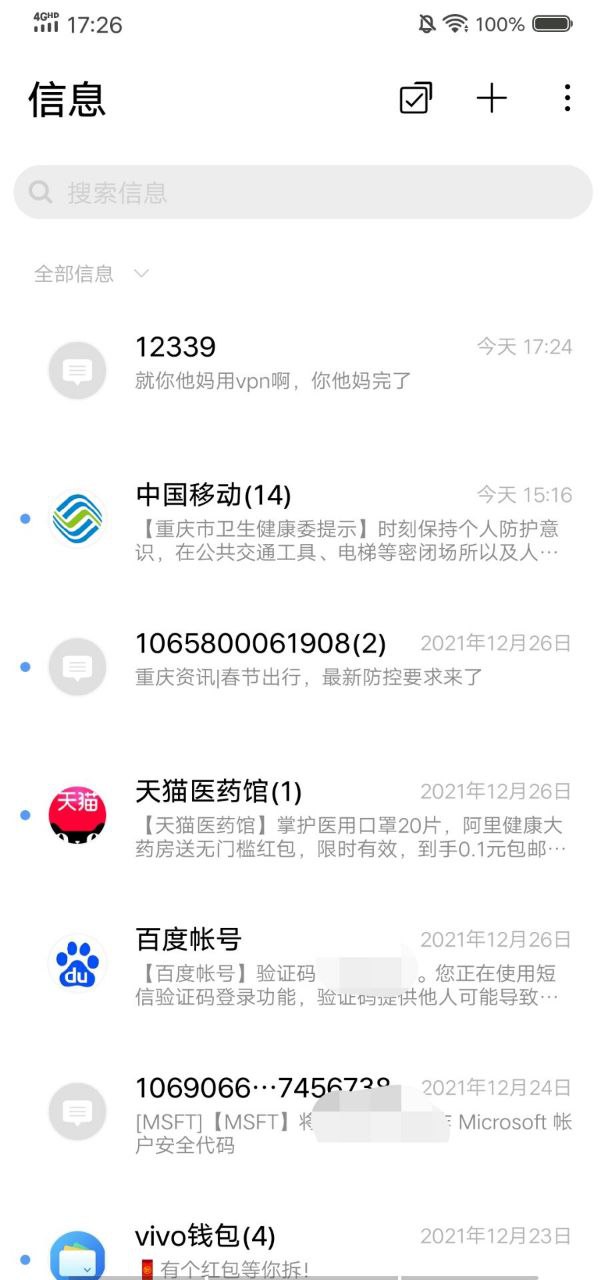 4GHD 17:26 100%
信息
搜索信息
全部信息
12339 今天 17:24
就你他妈用vpn啊，你他妈完了
中国移动(14) 今天 15:16
【重庆市卫生健康委提示】时刻保持个人防护意
识，在公共交通工具、电梯等密闭场所以及人…
1065800061908(2) 2021年12月26日
重庆资讯|春节出行，最新防控要求来了
天猫
天猫医药馆(1) 2021年12月26日
【天猫医药馆】掌护医用口罩20片，阿里健康大
药房送无门槛红包，限时有效，到手0.1元包邮…
du
百度帐号 2021年12月26日
【百度帐号】验证码 。您正在使用短
信验证码登录功能，验证码提供他人可能导致…
1069066…7456738 2021年12月24日
[MSFT]【MSFT】将 Microsoft 帐
户安全代码
vivo钱包(4) 2021年12月23日
🧧有个红包等你拆！